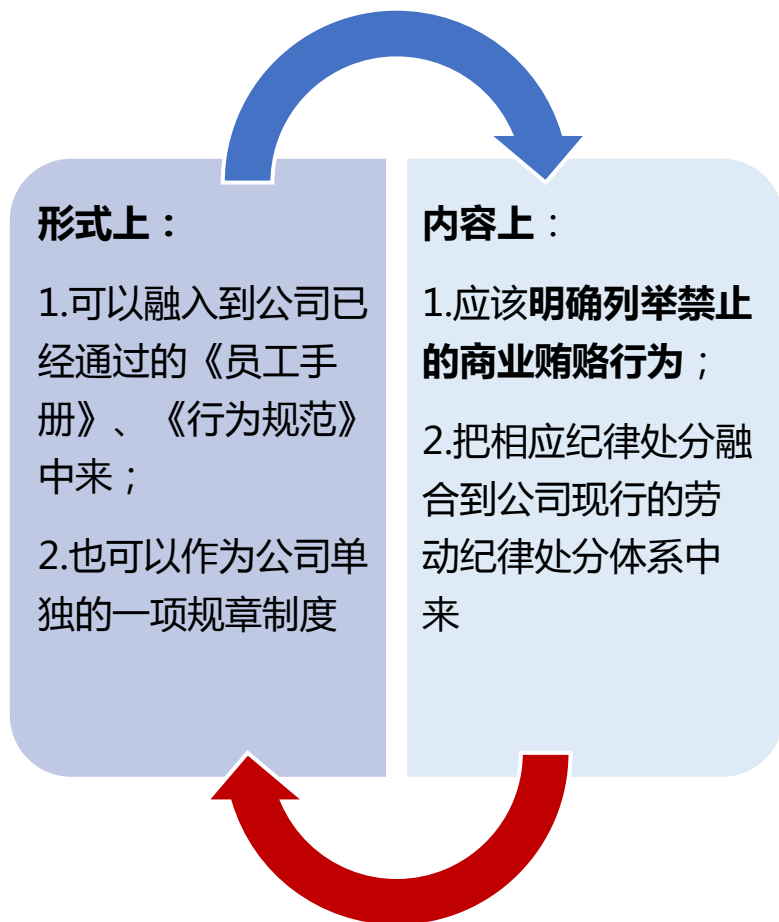 形式上：
1.可以融入到公司已
经通过的《员工手
册》、《行为规范》
中来；
2.也可以作为公司单
独的一项规章制度
内容上：
1.应该明确列举禁止
的商业贿赂行为；
2.把相应纪律处分融
合到公司现行的劳
动纪律处分体系中
来